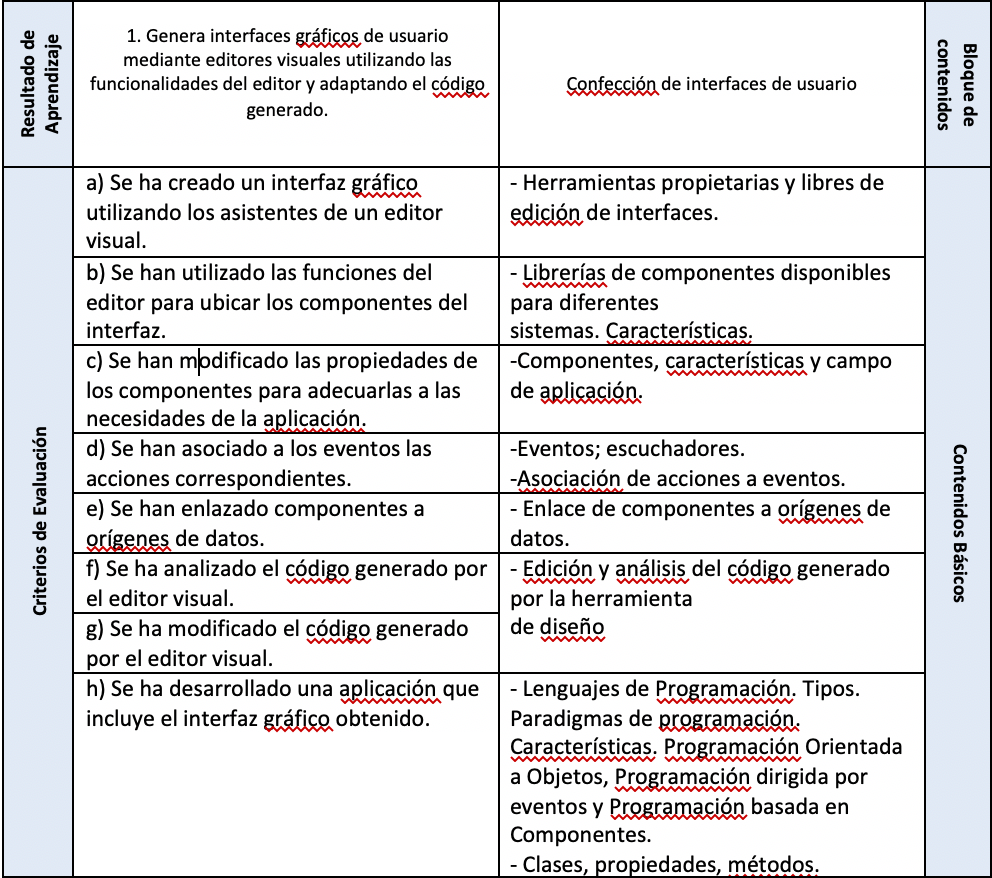 Resultado de
Aprendizaje
1. Genera interfaces gráficos de usuario
mediante editores visuales utilizando las
funcionalidades del editor y adaptando el código
generado.
Confección de interfaces de usuario
Bloque de
contenidos
Criterios de Evaluación
a) Se ha creado un interfaz gráfico
utilizando los asistentes de un editor
visual.
- Herramientas propietarias y libres de
edición de interfaces.
b) Se han utilizado las funciones del
editor para ubicar los componentes del
interfaz.
- Librerías de componentes disponibles
para diferentes
sistemas. Características.
c) Se han modificado las propiedades de
los componentes para adecuarlas a las
necesidades de la aplicación.
-Componentes, características y campo
de aplicación.
d) Se han asociado a los eventos las
acciones correspondientes.
-Eventos; escuchadores.
-Asociación de acciones a eventos.
e) Se han enlazado componentes a
orígenes de datos.
- Enlace de componentes a orígenes de
datos.
f) Se ha analizado el código generado por
el editor visual.
- Edición y análisis del código generado
por la herramienta
de diseño
g) Se ha modificado el código generado
por el editor visual.
h) Se ha desarrollado una aplicación que
incluye el interfaz gráfico obtenido.
- Lenguajes de Programación. Tipos.
Paradigmas de programación.
Características. Programación Orientada
a Objetos, Programación dirigida por
eventos y Programación basada en
Componentes.
- Clases, propiedades, métodos.
Contenidos Básicos